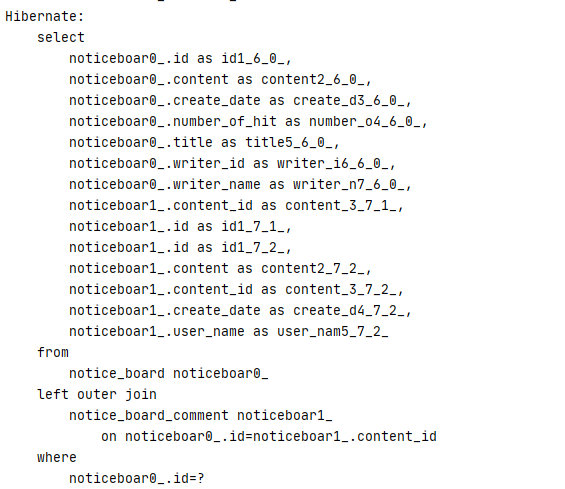 Hibernate:
    select
        noticeboar0_.id as id1_6_0_,
        noticeboar0_.content as content2_6_0_,
        noticeboar0_.create_date as create_d3_6_0_,
        noticeboar0_.number_of_hit as number_o4_6_0_,
        noticeboar0_.title as title5_6_0_,
        noticeboar0_.writer_id as writer_i6_6_0_,
        noticeboar0_.writer_name as writer_n7_6_0_,
        noticeboar1_.content_id as content_3_7_1_,
        noticeboar1_.id as id1_7_1_,
        noticeboar1_.id as id1_7_2_,
        noticeboar1_.content as content2_7_2_,
        noticeboar1_.content_id as content_3_7_2_,
        noticeboar1_.create_date as create_d4_7_2_,
        noticeboar1_.user_name as user_nam5_7_2_
    from
        notice_board noticeboar0_
    left outer join
        notice_board_comment noticeboar1_
            on noticeboar0_.id=noticeboar1_.content_id
    where
        noticeboar0_.id=?